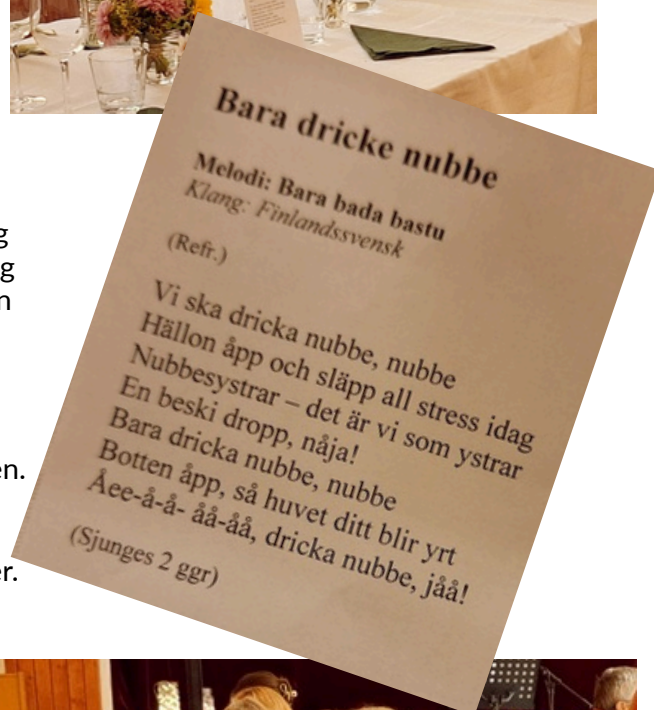 g
g
n
en.
er.
Bara dricke nubbe
Melodi: Bara bada bastu
Klang: Finlandssvensk
(Refr.)
Vi ska dricka nubbe, nubbe
Hällon åpp och släpp all stress idag
Nubbesystrar – det är vi som ystrar
En beski dropp, nåja!
Bara dricka nubbe, nubbe
Botten åpp, så huvet ditt blir yrt
Åee-å-å- åå-åå, dricka nubbe, jåå!
(Sjunges 2 ggr)